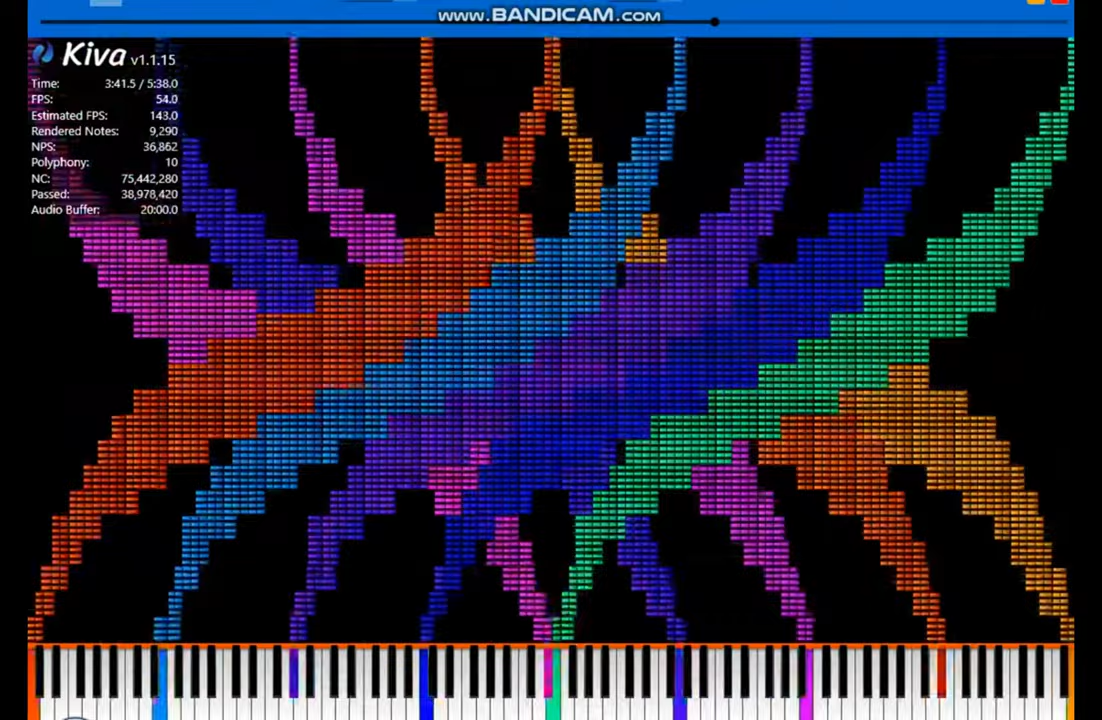 www.BANDICAM.com
Kiva v1.1.15
Time: 3:41.5 / 5:38.0
FPS: 54.0
Estimated FPS: 143.0
Rendered Notes: 9,290
NPS: 36,862
Polyphony: 10
NC: 75,442,280
Passed: 38,978,420
Audio Buffer: 20:00.0